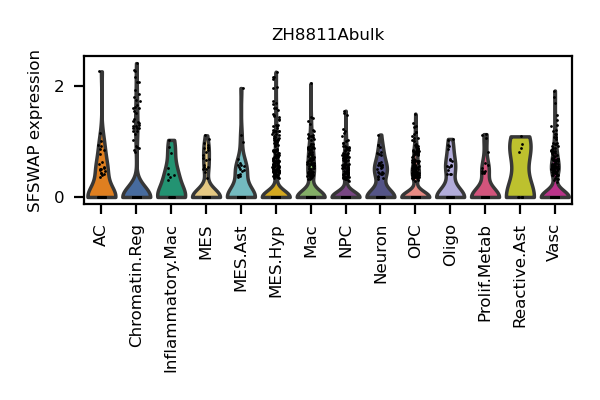 ZH8811Abulk
SFSWAP expression
2
0
AC
Chromatin.Reg
Inflammatory.Mac
MES
MES.Ast
MES.Hyp
Mac
NPC
Neuron
OPC
Oligo
Prolif.Metab
Reactive.Ast
Vasc